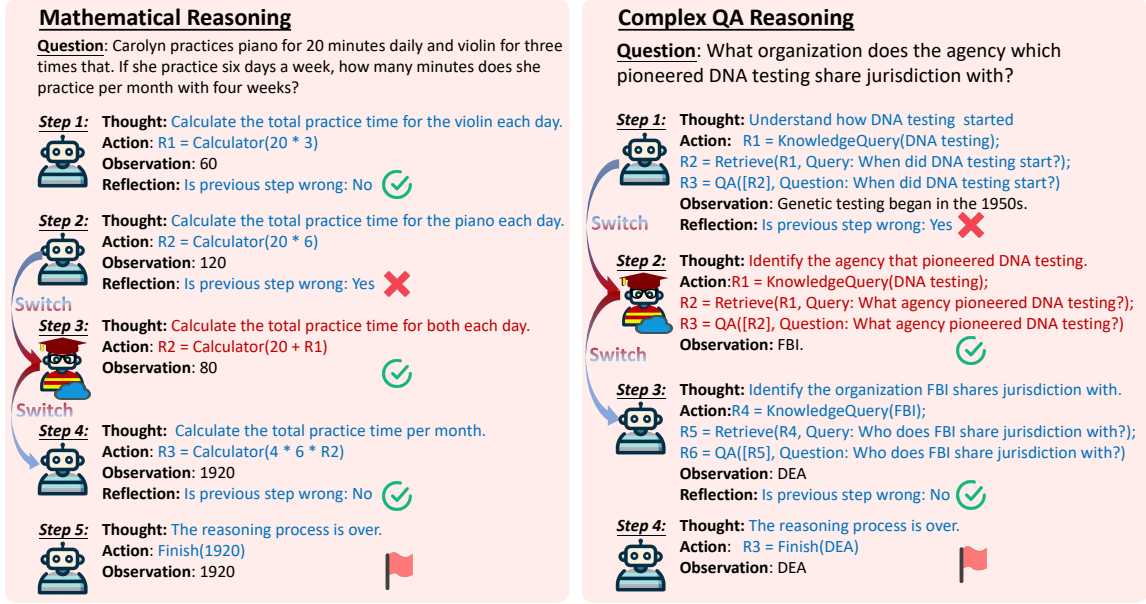 Mathematical Reasoning
Question: Carolyn practices piano for 20 minutes daily and violin for three
times that. If she practice six days a week, how many minutes does she
practice per month with four weeks?
Step 1: Thought: Calculate the total practice time for the violin each day.
Action: R1 = Calculator(20 * 3)
Observation: 60
Reflection: Is previous step wrong: No
Step 2: Thought: Calculate the total practice time for the piano each day.
Action: R2 = Calculator(20 * 6)
Observation: 120
Reflection: Is previous step wrong: Yes
Switch
Step 3: Thought: Calculate the total practice time for both each day.
Action: R2 = Calculator(20 + R1)
Observation: 80
Switch
Step 4: Thought: Calculate the total practice time per month.
Action: R3 = Calculator(4 * 6 * R2)
Observation: 1920
Reflection: Is previous step wrong: No
Step 5: Thought: The reasoning process is over.
Action: Finish(1920)
Observation: 1920
Complex QA Reasoning
Question: What organization does the agency which
pioneered DNA testing share jurisdiction with?
Step 1: Thought: Understand how DNA testing started
Action: R1 = KnowledgeQuery(DNA testing);
R2 = Retrieve(R1, Query: When did DNA testing start?);
R3 = QA([R2], Question: When did DNA testing start?)
Observation: Genetic testing began in the 1950s.
Reflection: Is previous step wrong: Yes
Switch
Step 2: Thought: Identify the agency that pioneered DNA testing.
Action:R1 = KnowledgeQuery(DNA testing);
R2 = Retrieve(R1, Query: What agency pioneered DNA testing?);
R3 = QA([R2], Question: What agency pioneered DNA testing?)
Observation: FBI.
Switch
Step 3: Thought: Identify the organization FBI shares jurisdiction with.
Action:R4 = KnowledgeQuery(FBI);
R5 = Retrieve(R4, Query: Who does FBI share jurisdiction with?);
R6 = QA([R5], Question: Who does FBI share jurisdiction with?)
Observation: DEA
Reflection: Is previous step wrong: No
Step 4: Thought: The reasoning process is over.
Action: R3 = Finish(DEA)
Observation: DEA